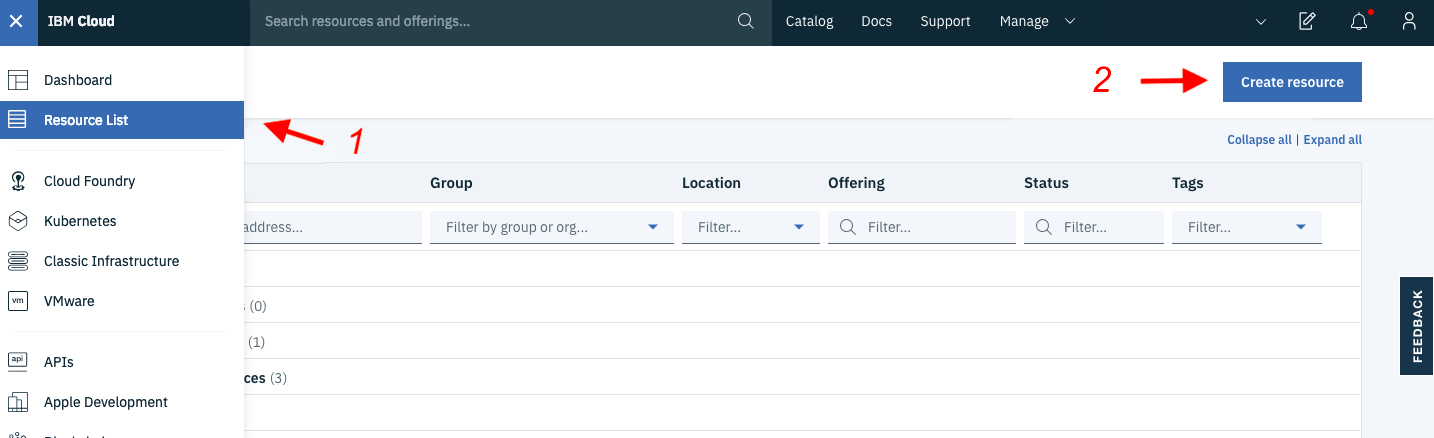 IBM Cloud
Search resources and offerings...
Catalog
Docs
Support
Manage
Dashboard
Resource List
Cloud Foundry
Kubernetes
Classic Infrastructure
VMware
APIs
Apple Development
1
2
Create resource
Collapse all | Expand all
Group
Location
Offering
Status
Tags
address...
Filter by group or org...
Filter...
Filter...
Filter...
Filter...
s (0)
(1)
ces (3)
FEEDBACK
vm
api